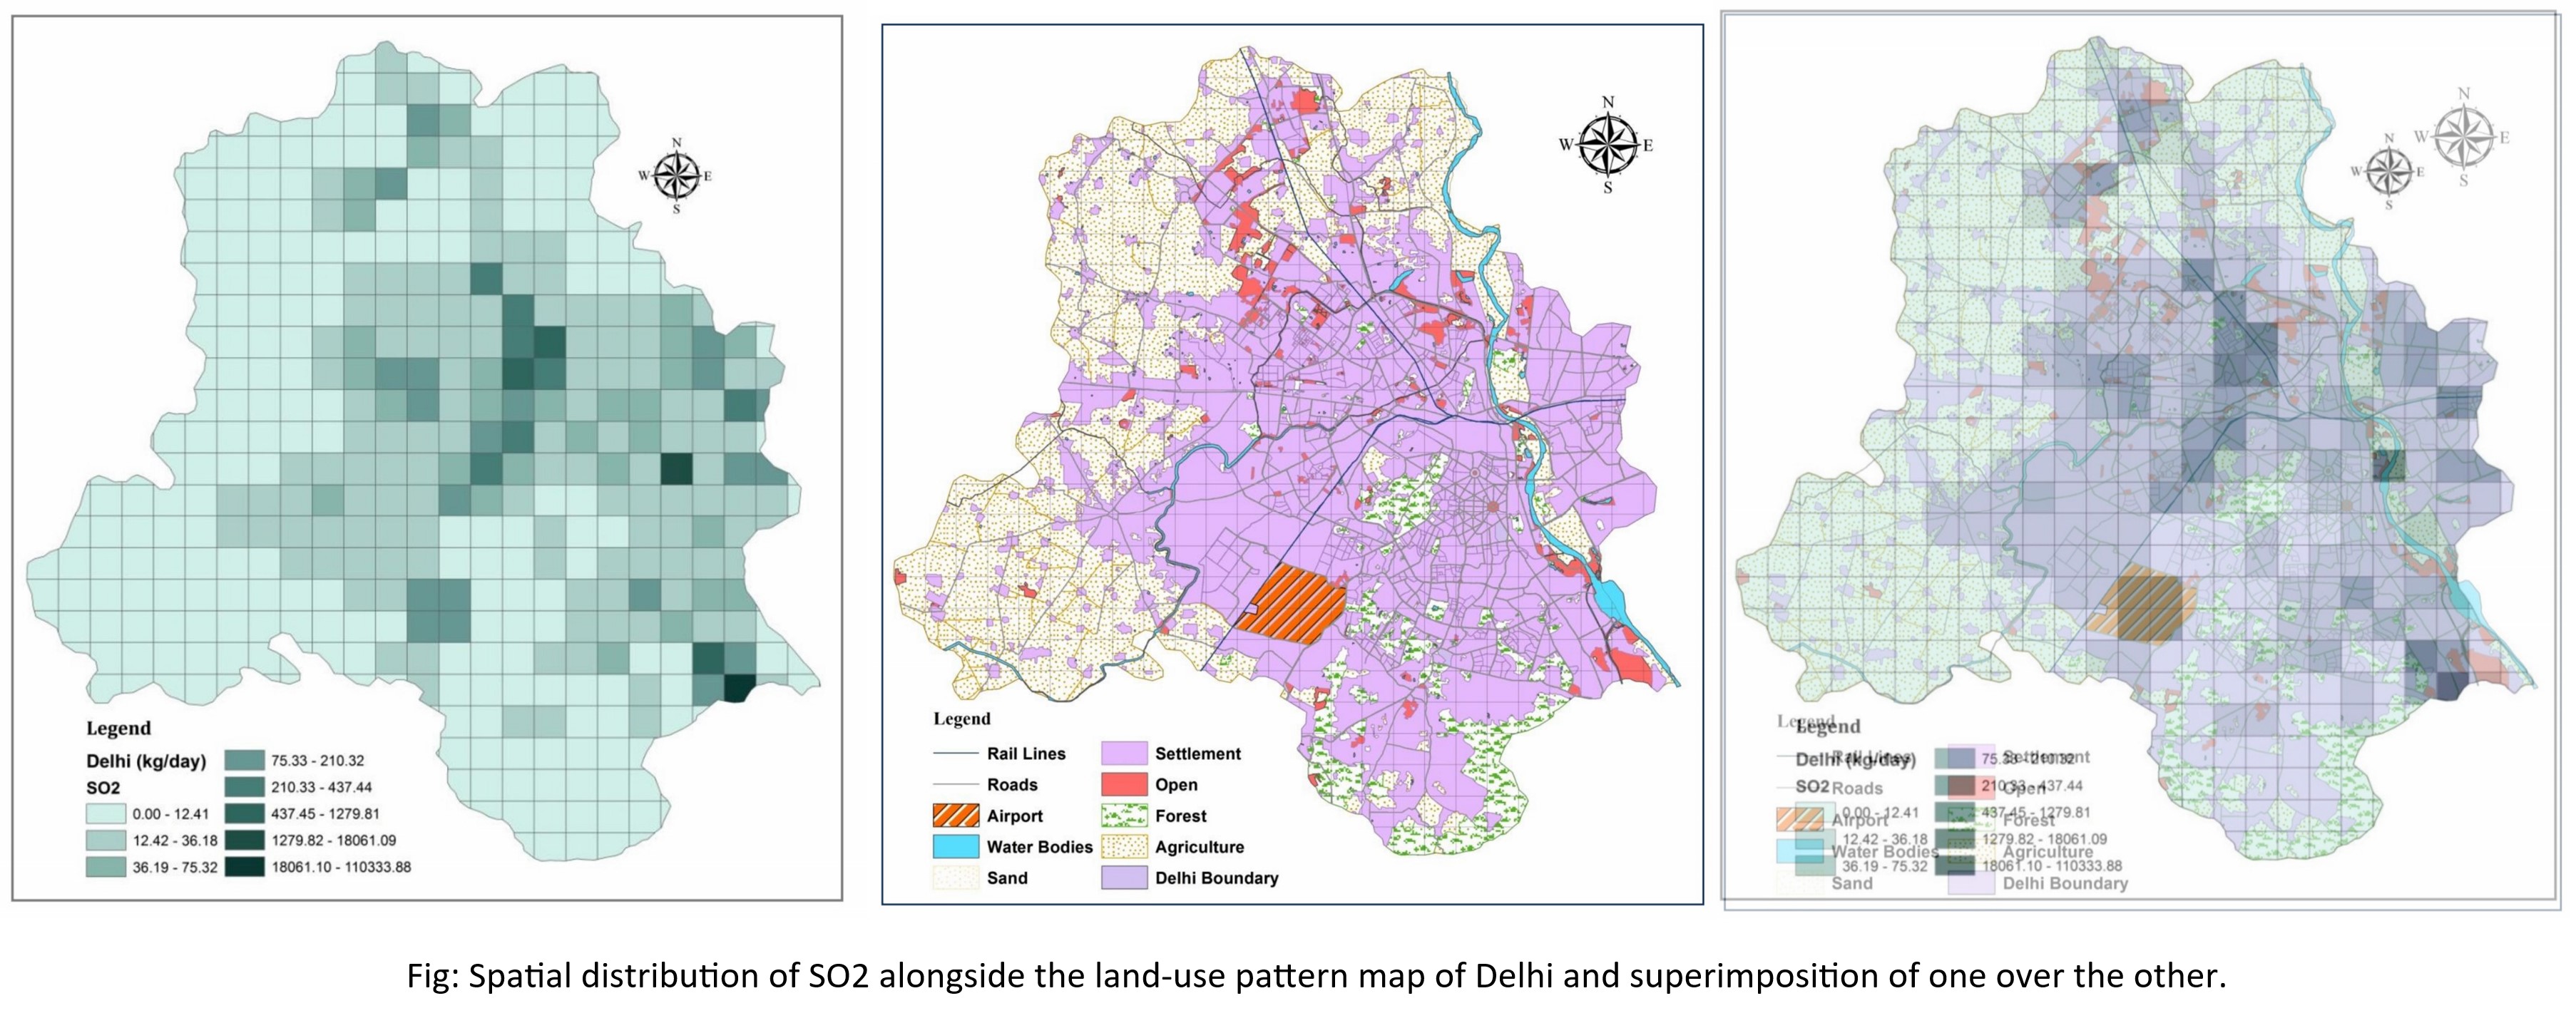 N
W E
S
Legend
Delhi (kg/day)
SO2
0.00 - 12.41
12.42 - 36.18
36.19 - 75.32
75.33 - 210.32
210.33 - 437.44
437.45 - 1279.81
1279.82 - 18061.09
18061.10 - 110333.88
N
W E
S
Legend
Rail Lines
Roads
Airport
Water Bodies
Sand
Settlement
Open
Forest
Agriculture
Delhi Boundary
N
W E
S
N
W E
S
Legend
Legend
Delhi (kg/day)
Rail Lines
SO2
Roads
0.00 - 12.41
Airport
12.42 - 36.18
Water Bodies
36.19 - 75.32
Sand
75.33 - 210.32
Settlement
210.33 - 437.44
Open
437.45 - 1279.81
Forest
1279.82 - 18061.09
Agriculture
18061.10 - 110333.88
Delhi Boundary
Fig: Spatial distribution of SO2 alongside the land-use pattern map of Delhi and superimposition of one over the other.